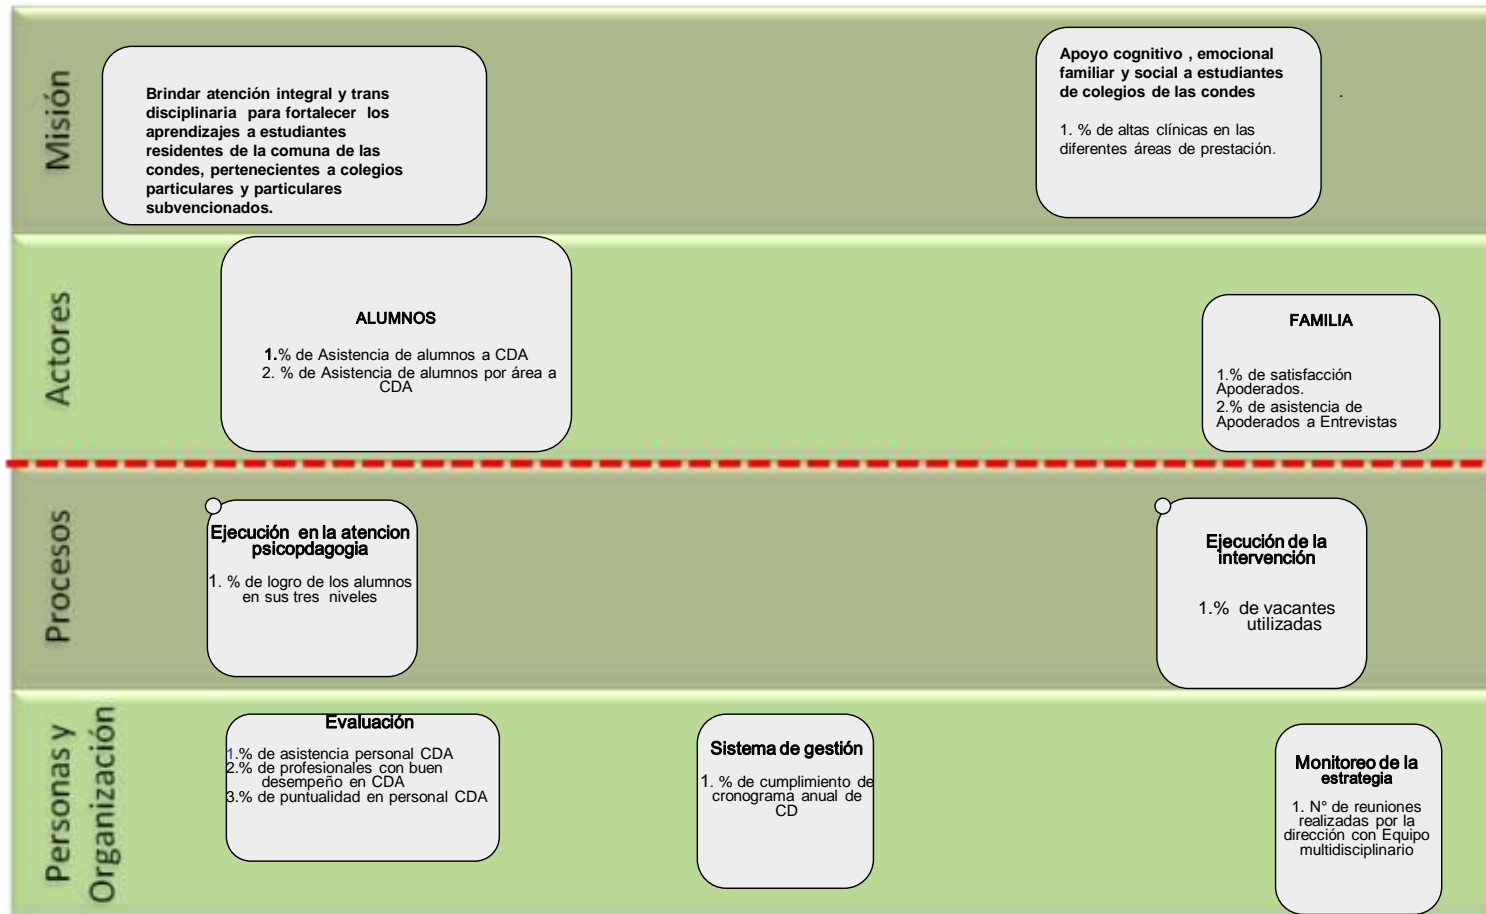 Misión
Brindar atención integral y trans
disciplinaria para fortalecer los
aprendizajes a estudiantes
residentes de la comuna de las
condes, pertenecientes a colegios
particulares y particulares
subvencionados.
Apoyo cognitivo , emocional
familiar y social a estudiantes
de colegios de las condes
1. % de altas clínicas en las
diferentes áreas de prestación.
.
Actores
ALUMNOS
1.% de Asistencia de alumnos a CDA
2. % de Asistencia de alumnos por área a
CDA
FAMILIA
1.% de satisfacción
Apoderados.
2.% de asistencia de
Apoderados a Entrevistas
Procesos
Ejecución en la atencion
psicopdagogia
1. % de logro de los alumnos
en sus tres niveles
Ejecución de la
intervención
1.% de vacantes
utilizadas
Personas y
Organización
Evaluación
1.% de asistencia personal CDA
2.% de profesionales con buen
desempeño en CDA
3.% de puntualidad en personal CDA
Sistema de gestión
1. % de cumplimiento de
cronograma anual de
CD
Monitoreo de la
estrategia
1. N° de reuniones
realizadas por la
dirección con Equipo
multidisciplinario